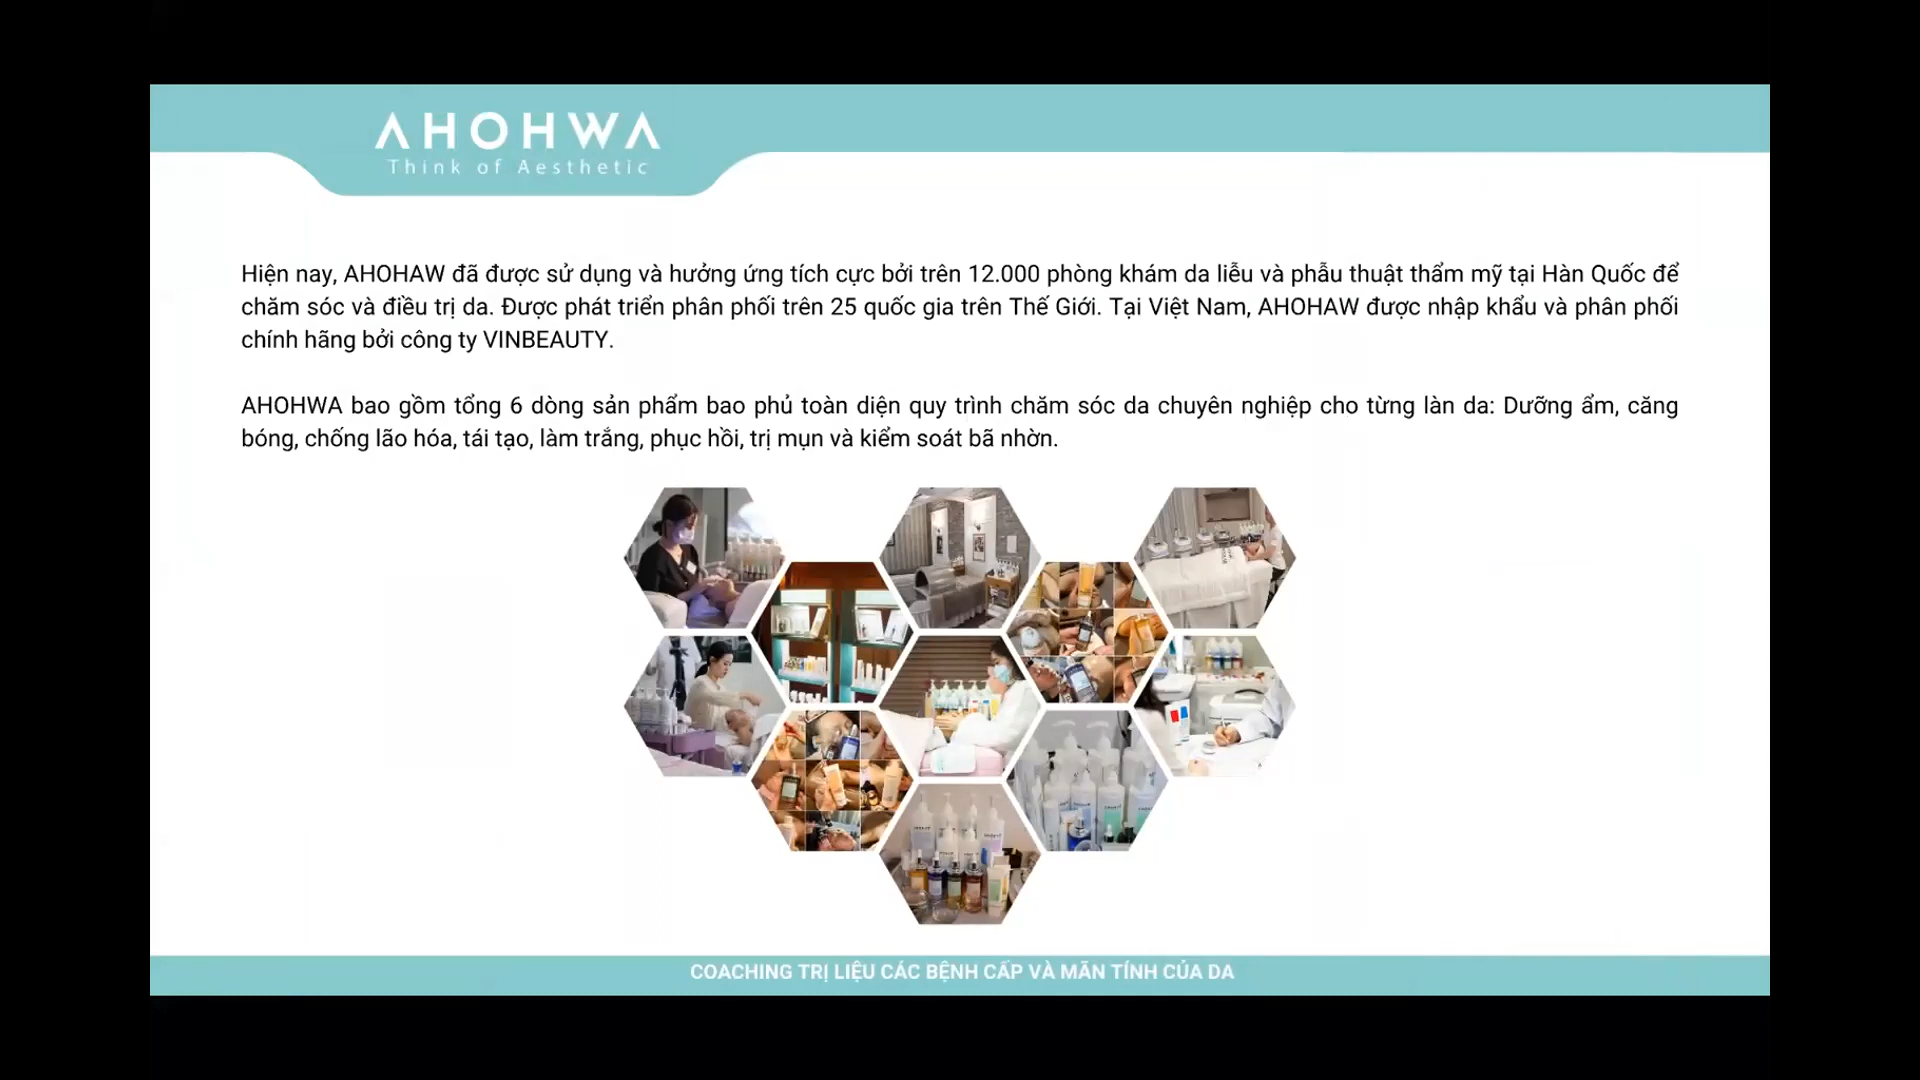 AHOHWA
Think of Aesthetic
Hiện nay, AHOHAW đã được sử dụng và hưởng ứng tích cực bởi trên 12.000 phòng khám da liễu và phẫu thuật thẩm mỹ tại Hàn Quốc để
chăm sóc và điều trị da. Được phát triển phân phối trên 25 quốc gia trên Thế Giới. Tại Việt Nam, AHOHAW được nhập khẩu và phân phối
chính hãng bởi công ty VINBEAUTY.
AHOHWA bao gồm tổng 6 dòng sản phẩm bao phủ toàn diện quy trình chăm sóc da chuyên nghiệp cho từng làn da: Dưỡng ẩm, căng
bóng, chống lão hóa, tái tạo, làm trắng, phục hồi, trị mụn và kiểm soát bã nhờn.
COACHING TRỊ LIỆU CÁC BỆNH CẤP VÀ MÃN TÍNH CỦA DA